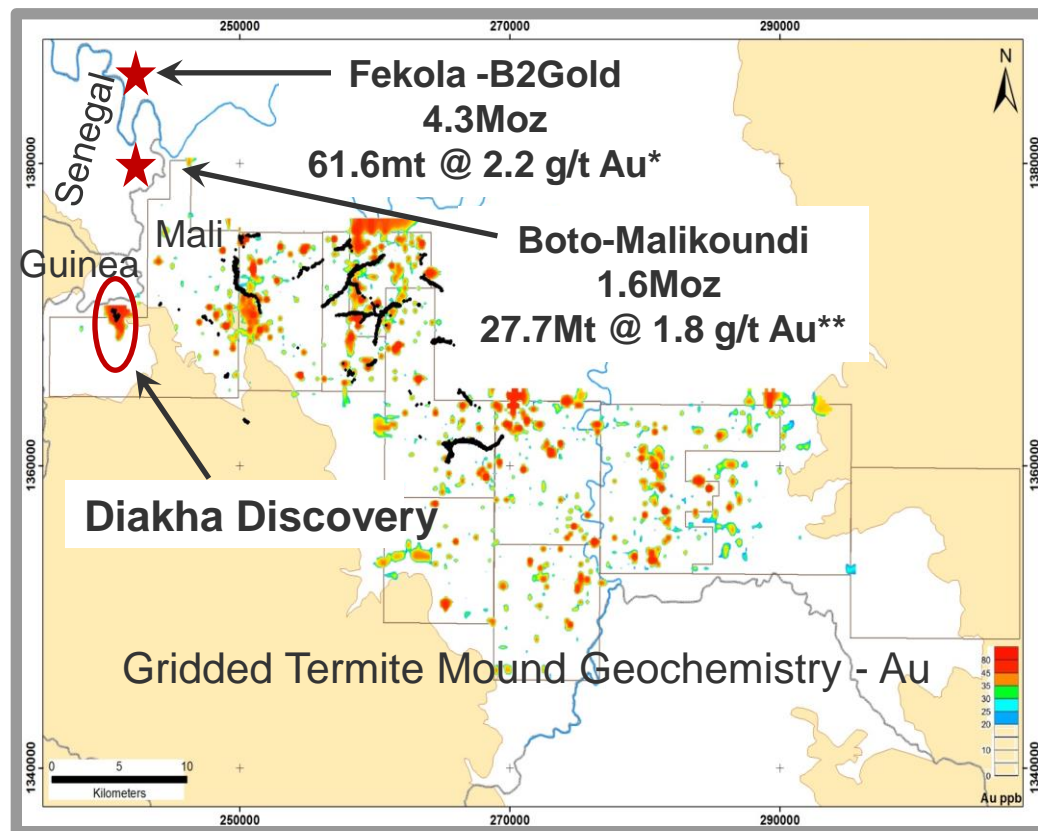 250000
270000
290000
N
Fekola -B2Gold
4.3Moz
61.6mt @ 2.2 g/t Au*
Senegal
1380000
1380000
Mali
Guinea
Boto-Malikoundi
1.6Moz
27.7Mt @ 1.8 g/t Au**
1360000
1360000
Diakha Discovery
Gridded Termite Mound Geochemistry - Au
80
45
35
30
25
20
10
0
Au ppb
0 5 10
Kilometers
1340000
1340000
250000
270000
290000